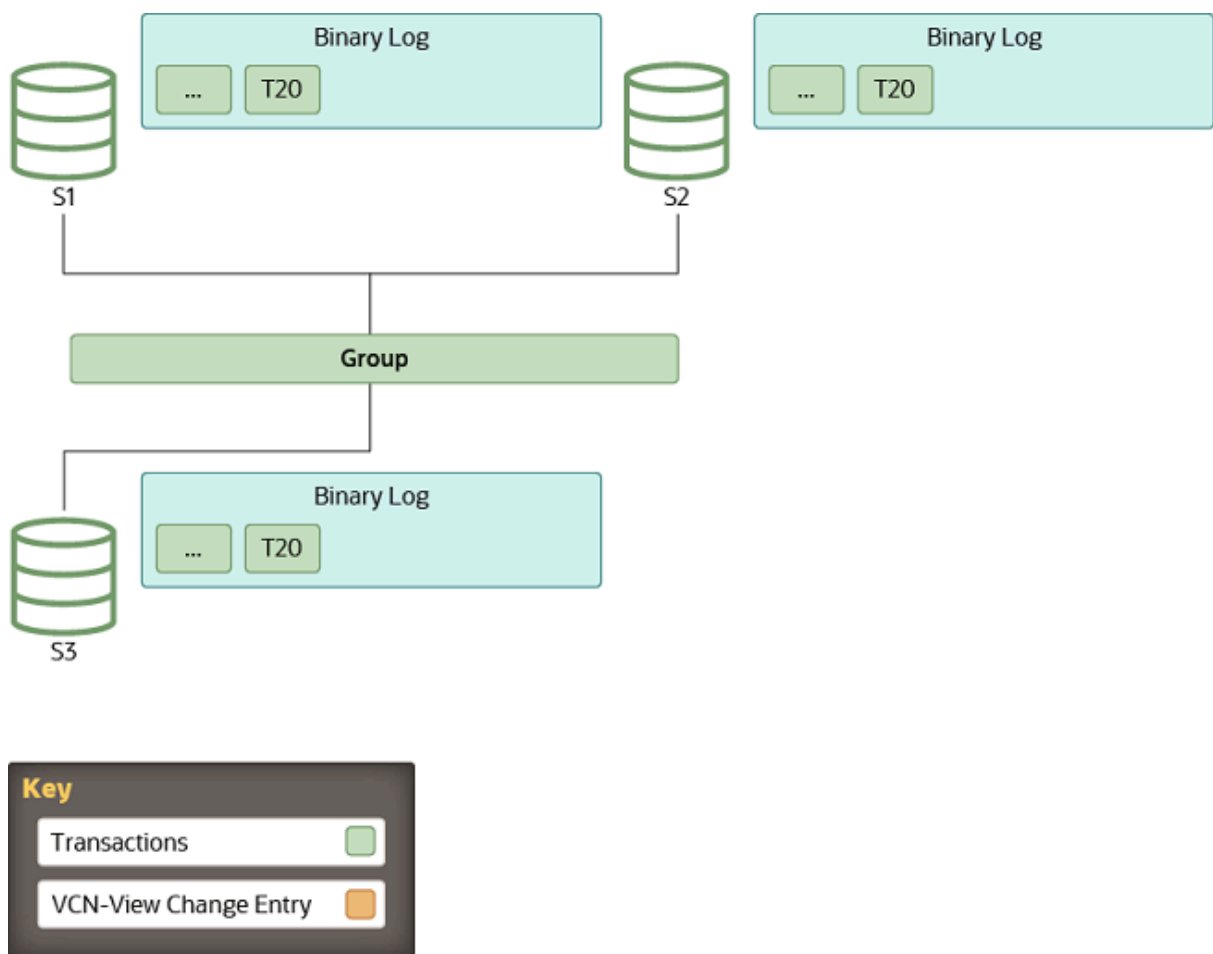 Binary Log
... T20
S1
Binary Log
... T20
S2
Group
Binary Log
... T20
S3
Key
Transactions
VCN-View Change Entry